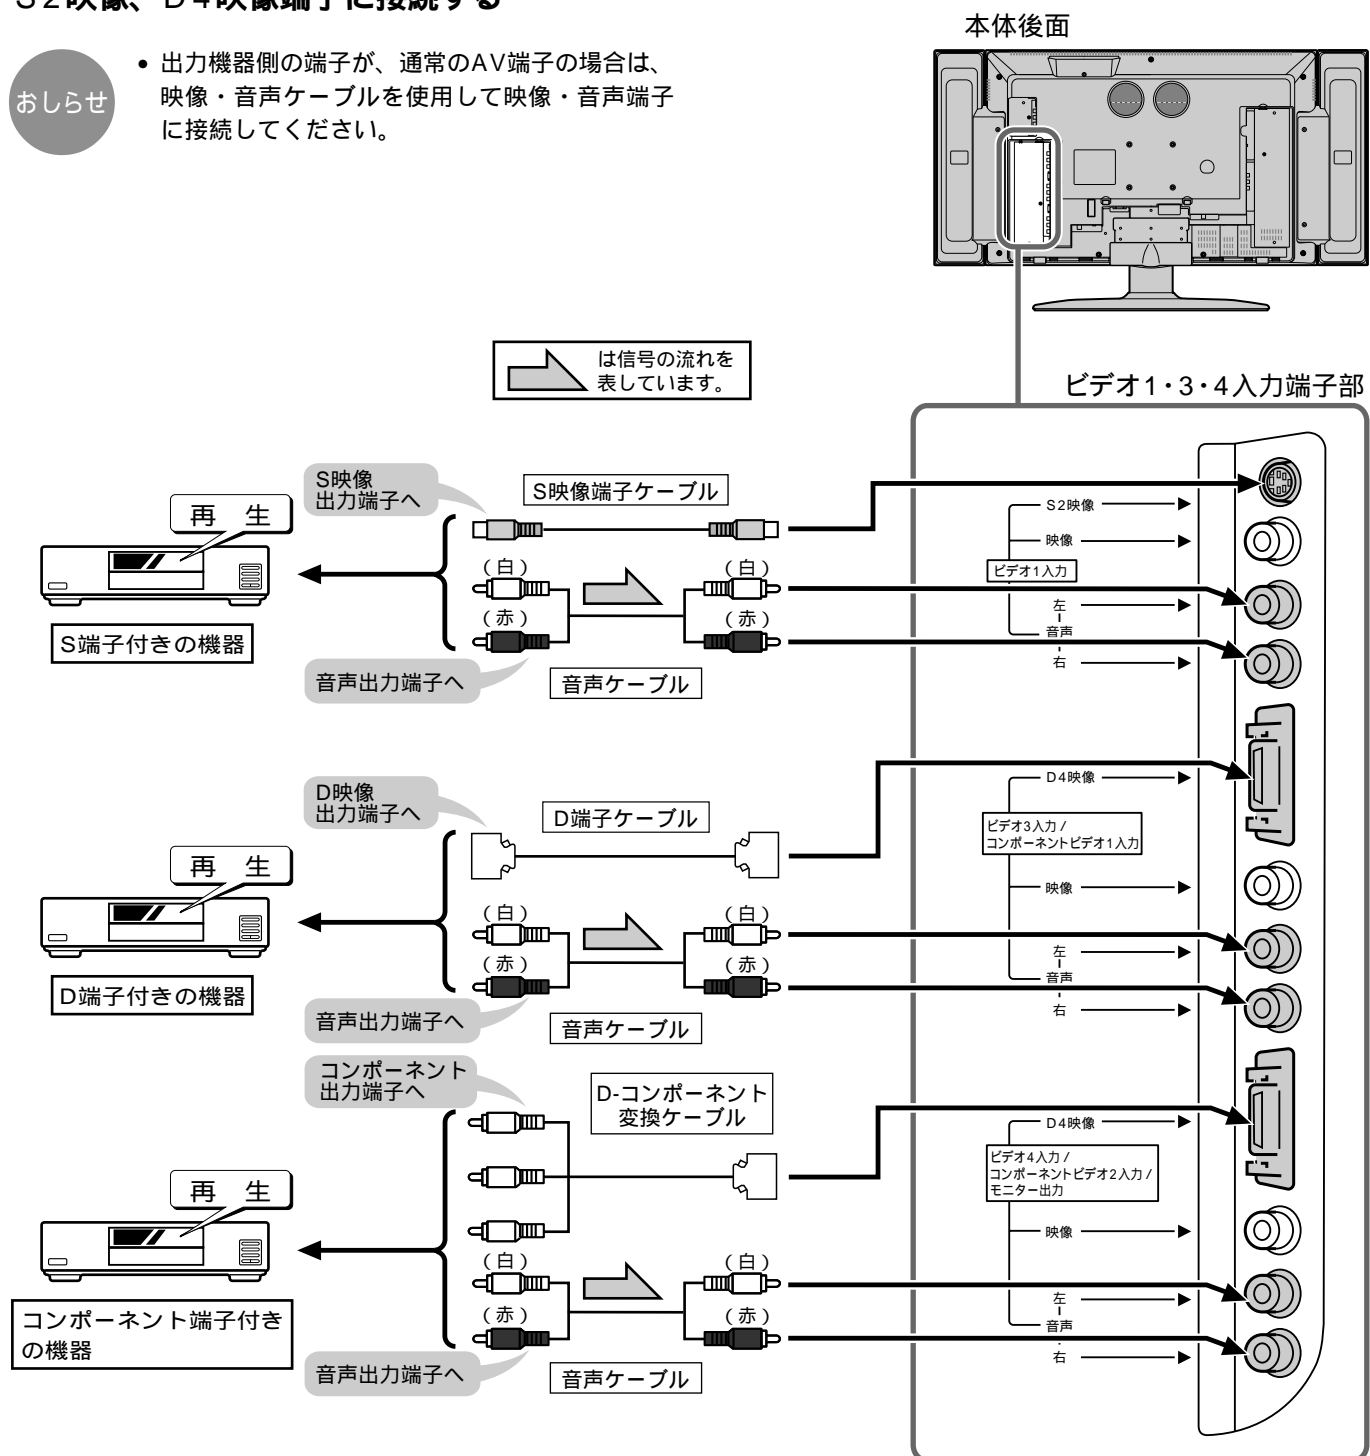 S2映像、D4映像端子に接続する
本体後面
おしらせ
• 出力機器側の端子が、通常のAV端子の場合は、
映像・音声ケーブルを使用して映像・音声端子
に接続してください。
は信号の流れを
表しています。
ビデオ1・3・4入力端子部
S映像
出力端子へ
S映像端子ケーブル
再 生
S2映像
映像
ビデオ1入力
(白)
(白)
左
(赤)
(赤)
音声
S端子付きの機器
右
音声出力端子へ
音声ケーブル
D映像
出力端子へ
D端子ケーブル
D4映像
ビデオ3入力 /
コンポーネントビデオ1入力
再 生
映像
(白)
(白)
左
(赤)
(赤)
音声
D端子付きの機器
右
音声出力端子へ
音声ケーブル
コンポーネント
出力端子へ
D-コンポーネント
変換ケーブル
D4映像
ビデオ4入力 /
コンポーネントビデオ2入力 /
モニター出力
再 生
映像
(白)
(白)
左
(赤)
(赤)
音声
コンポーネント端子付き
の機器
右
音声出力端子へ
音声ケーブル